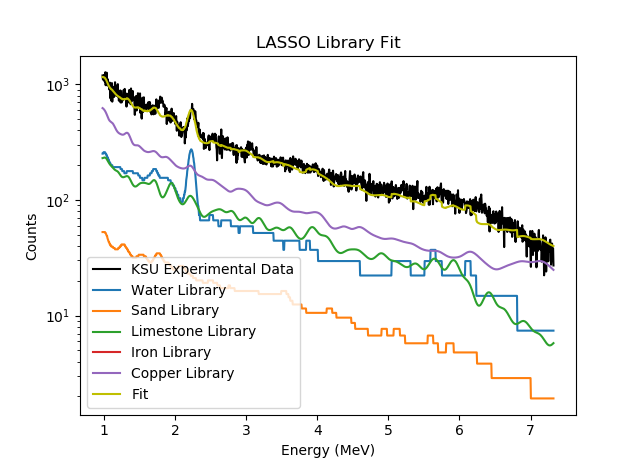 LASSO Library Fit
Counts
10³
10²
10¹
KSU Experimental Data
Water Library
Sand Library
Limestone Library
Iron Library
Copper Library
Fit
1 2 3 4 5 6 7
Energy (MeV)